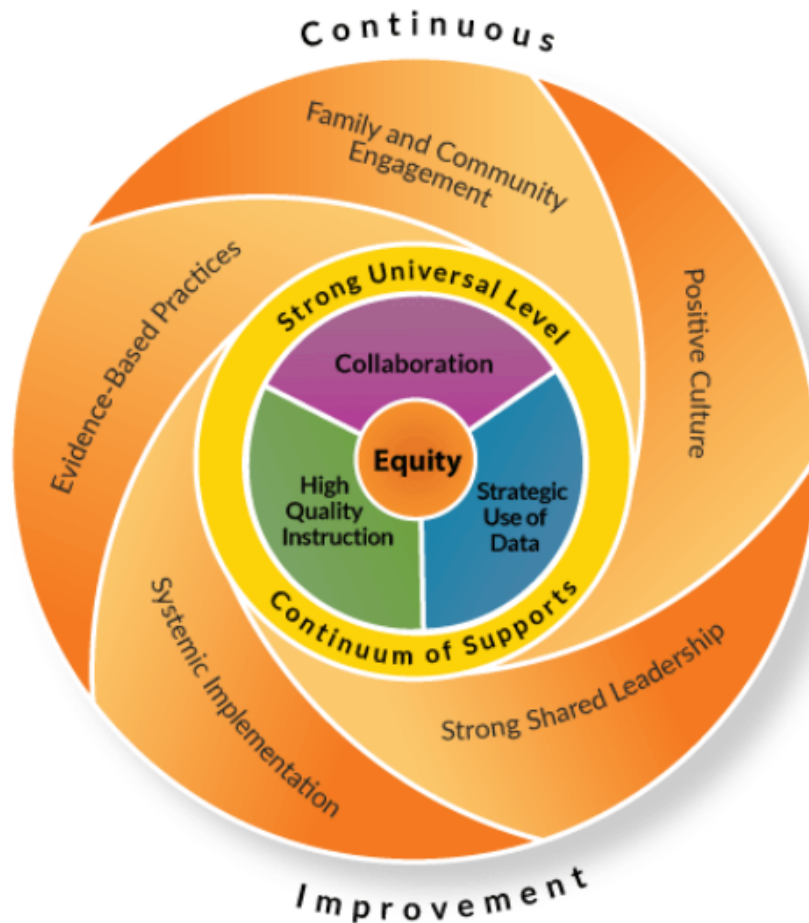 Continuous
Family and Community
Engagement
Positive Culture
Evidence-Based Practices
Strong Universal Level
Collaboration
Equity
High
Quality
Instruction
Strategic
Use of
Data
Continuum of Supports
Systemic Implementation
Strong Shared Leadership
Improvement